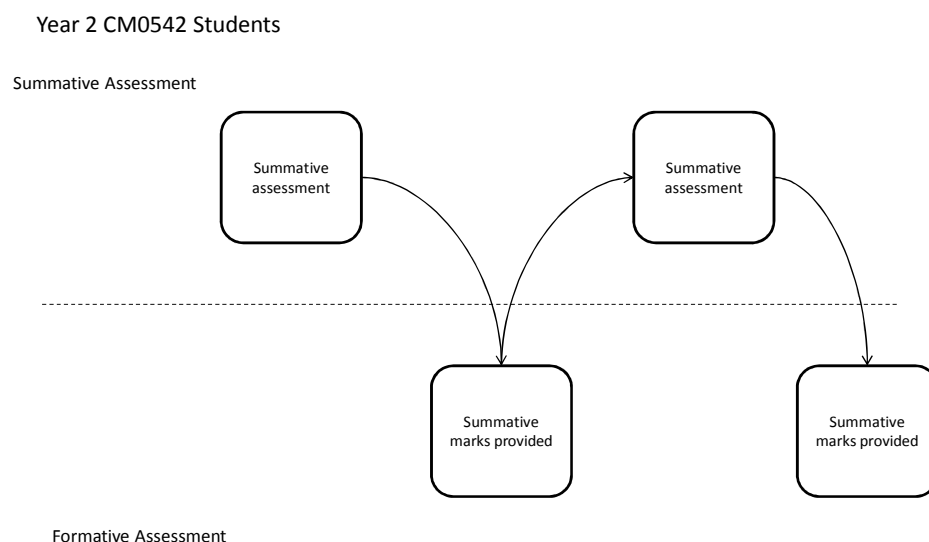 Year 2 CM0542 Students
Summative Assessment
Summative
assessment
Summative
assessment
Summative
marks provided
Summative
marks provided
Formative Assessment